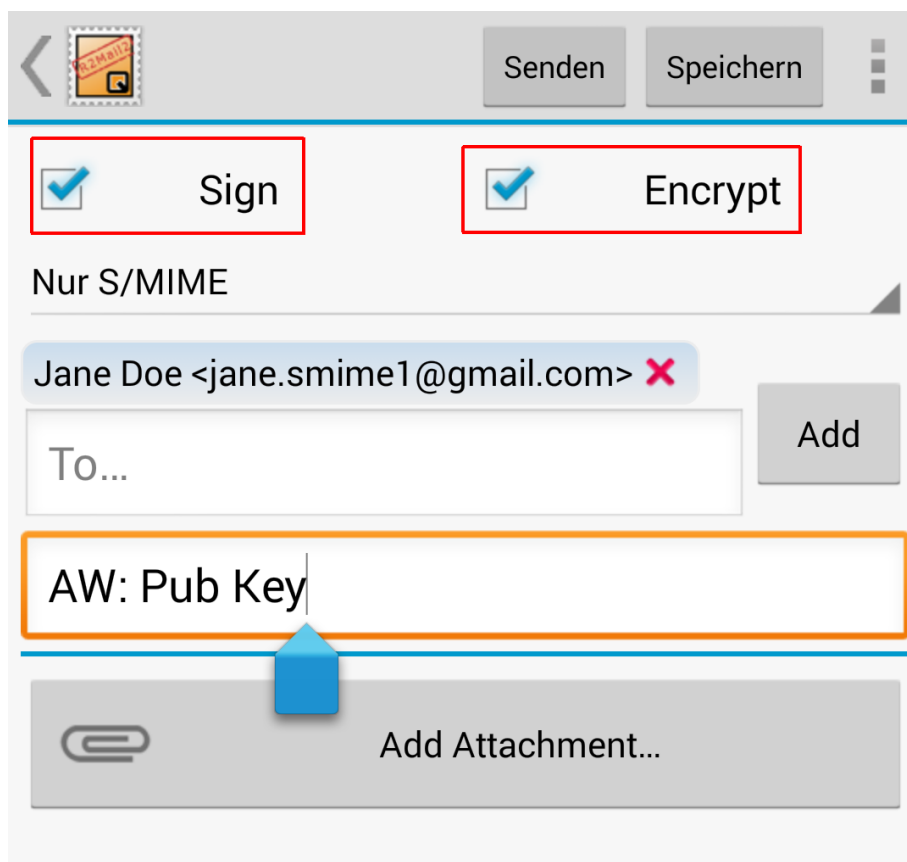 R2Mail2
Senden Speichern
Sign Encrypt
Nur S/MIME
Jane Doe <jane.smime1@gmail.com>
To...
Add
AW: Pub Key
Add Attachment...